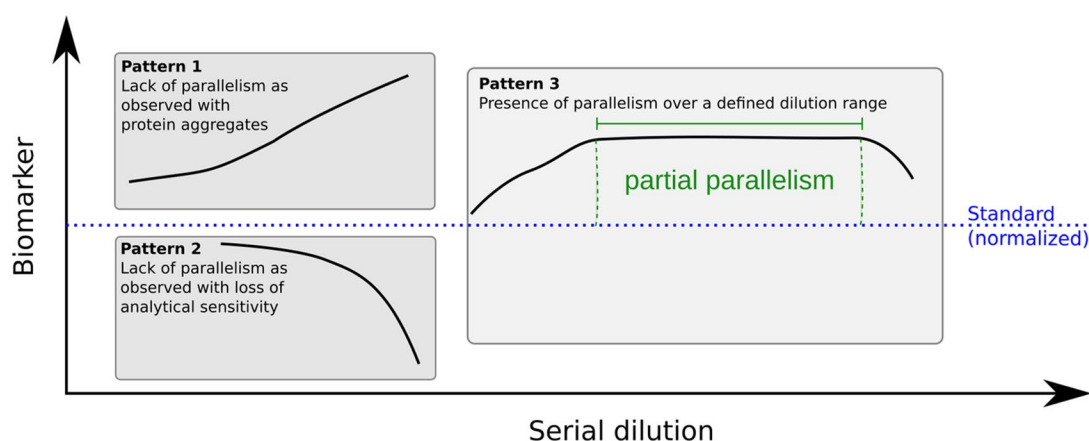 Pattern 1
Lack of parallelism as
observed with
protein aggregates
Pattern 2
Lack of parallelism as
observed with loss of
analytical sensitivity
Pattern 3
Presence of parallelism over a defined dilution range
partial parallelism
Standard
(normalized)
Biomarker
Serial dilution